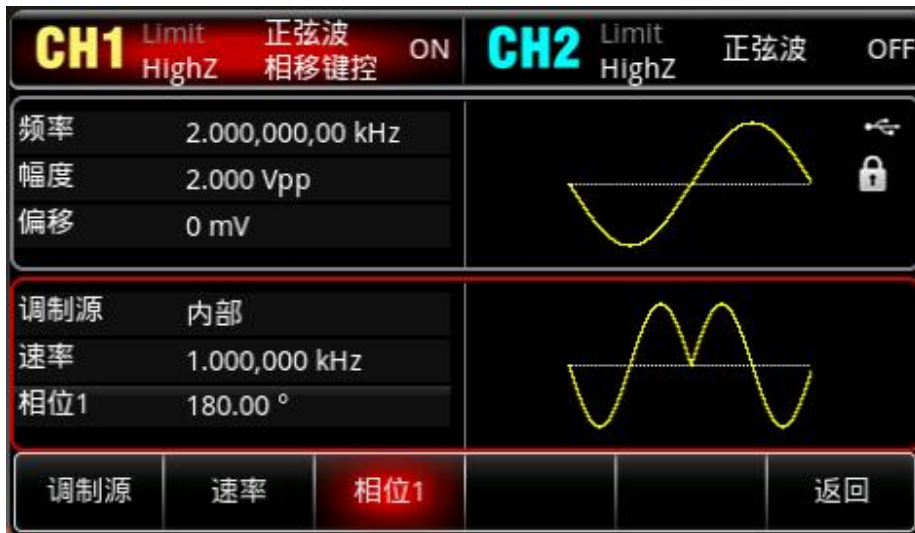 CH1 Limit HighZ 正弦波 相移键控 ON CH2 Limit HighZ 正弦波 OFF
频率 2.000,000,00 kHz
幅度 2.000 Vpp
偏移 0 mV
调制源 内部
速率 1.000,000 kHz
相位1 180.00 °
调制源 速率 相位1 返回